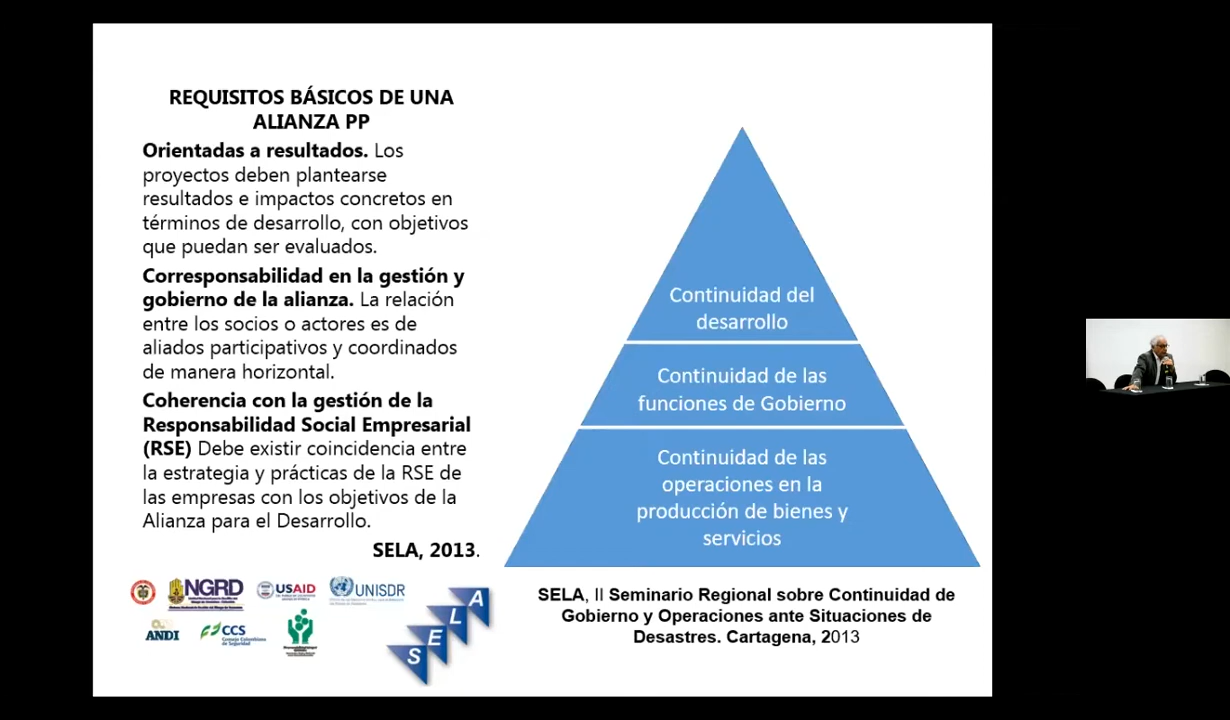 REQUISITOS BÁSICOS DE UNA
ALIANZA PP
Orientadas a resultados. Los
proyectos deben plantearse
resultados e impactos concretos en
términos de desarrollo, con objetivos
que puedan ser evaluados.
Corresponsabilidad en la gestión y
gobierno de la alianza. La relación
entre los socios o actores es de
aliados participativos y coordinados
de manera horizontal.
Coherencia con la gestión de la
Responsabilidad Social Empresarial
(RSE) Debe existir coincidencia entre
la estrategia y prácticas de la RSE de
las empresas con los objetivos de la
Alianza para el Desarrollo.
SELA, 2013.
NGRD
USAID
UNISDR
ANDI
CCS
Consejo Colombiano
de Seguridad
SELA
Continuidad del
desarrollo
Continuidad de las
funciones de Gobierno
Continuidad de las
operaciones en la
producción de bienes y
servicios
SELA, II Seminario Regional sobre Continuidad de
Gobierno y Operaciones ante Situaciones de
Desastres. Cartagena, 2013